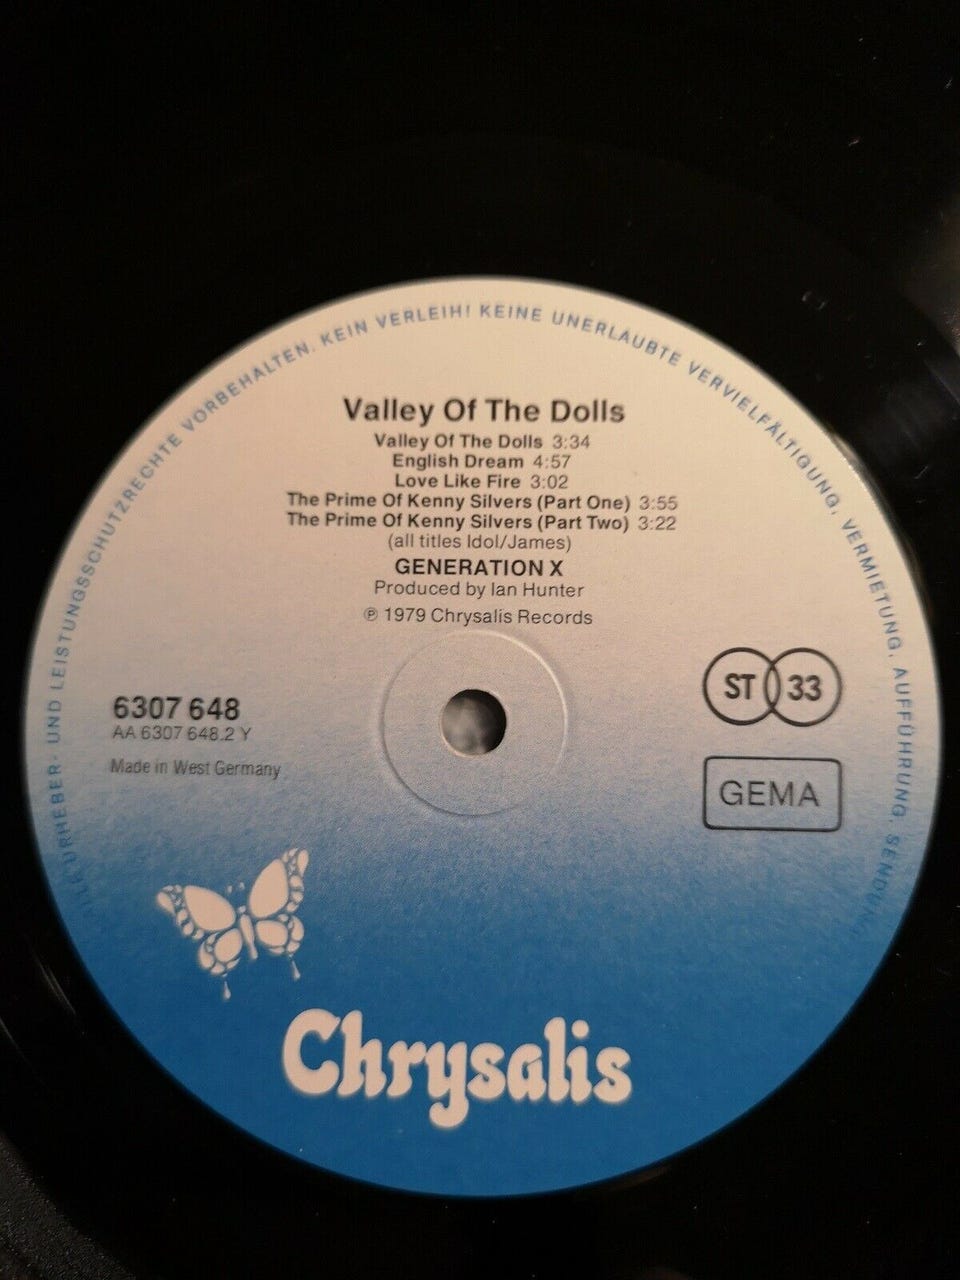 ALLE URHEBER- UND LEISTUNGSSCHUTZRECHTE VORBEHALTEN. KEIN VERLEIH! KEINE UNERLAUBTE VERVIELFÄLTIGUNG, VERMIETUNG, AUFFÜHRUNG, SENDUNG
Valley Of The Dolls
Valley Of The Dolls 3:34
English Dream 4:57
Love Like Fire 3:02
The Prime Of Kenny Silvers (Part One) 3:55
The Prime Of Kenny Silvers (Part Two) 3:22
(all titles Idol/James)
GENERATION X
Produced by Ian Hunter
℗ 1979 Chrysalis Records
6307 648
AA 6307 648.2 Y
Made in West Germany
ST 33
GEMA
Chrysalis